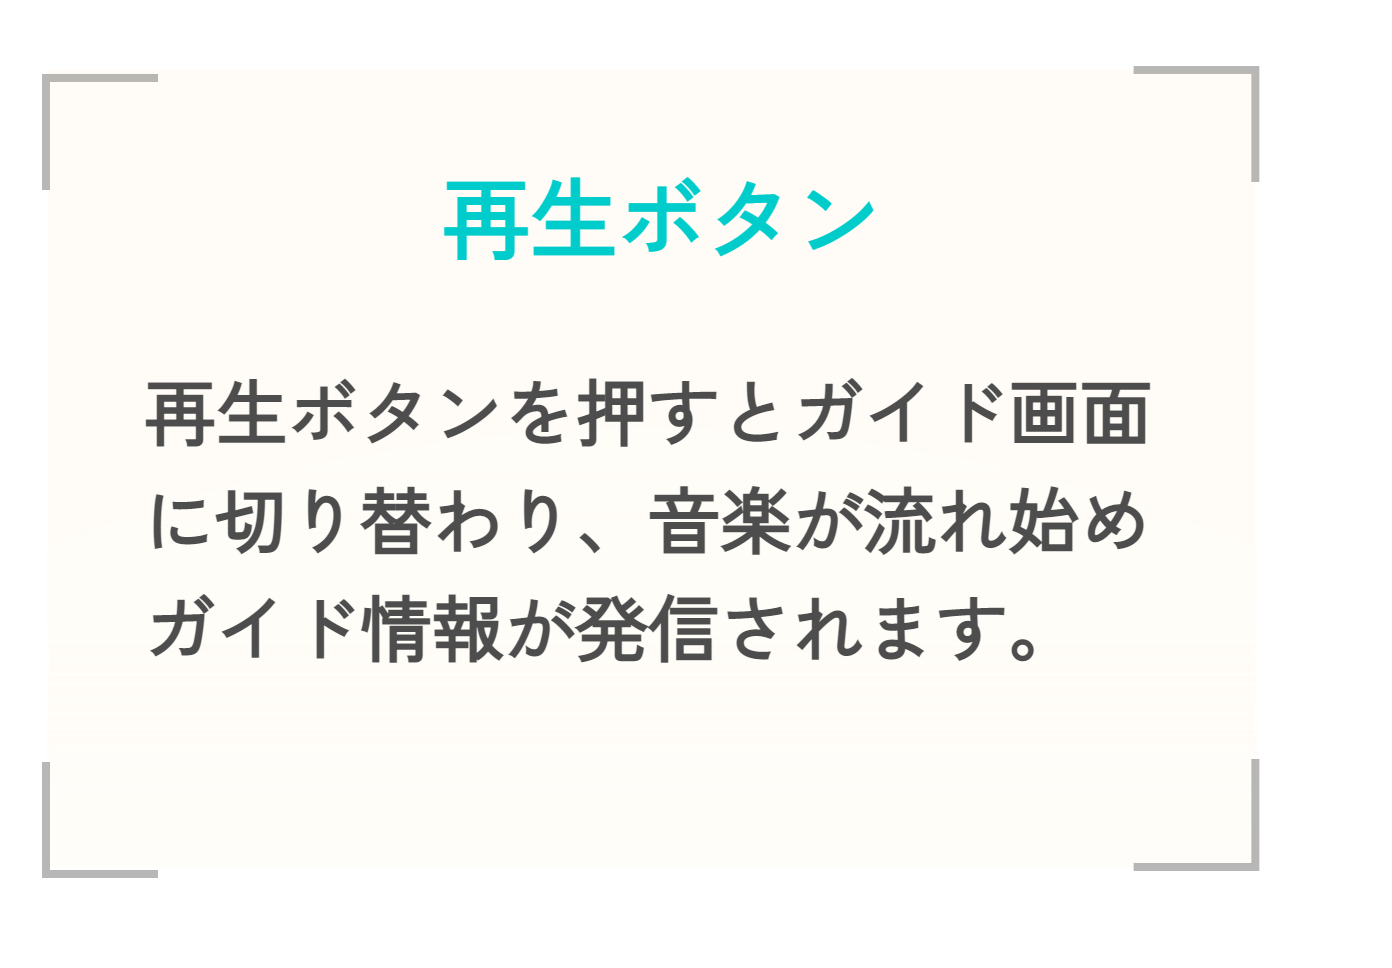 再生ボタン
再生ボタンを押すとガイド画面
に切り替わり、音楽が流れ始め
ガイド情報が発信されます。